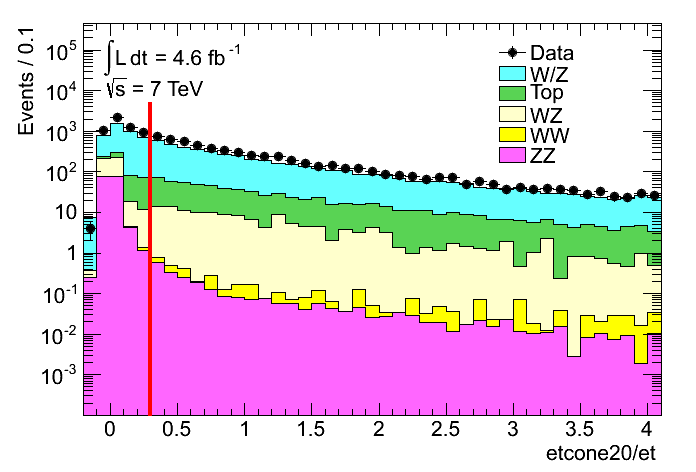 Events / 0.1
10⁵
10⁴
10³
10²
10
1
10⁻¹
10⁻²
10⁻³
∫L dt = 4.6 fb⁻¹
√s = 7 TeV
Data
W/Z
Top
WZ
WW
ZZ
0 0.5 1 1.5 2 2.5 3 3.5 4
etcone20/et